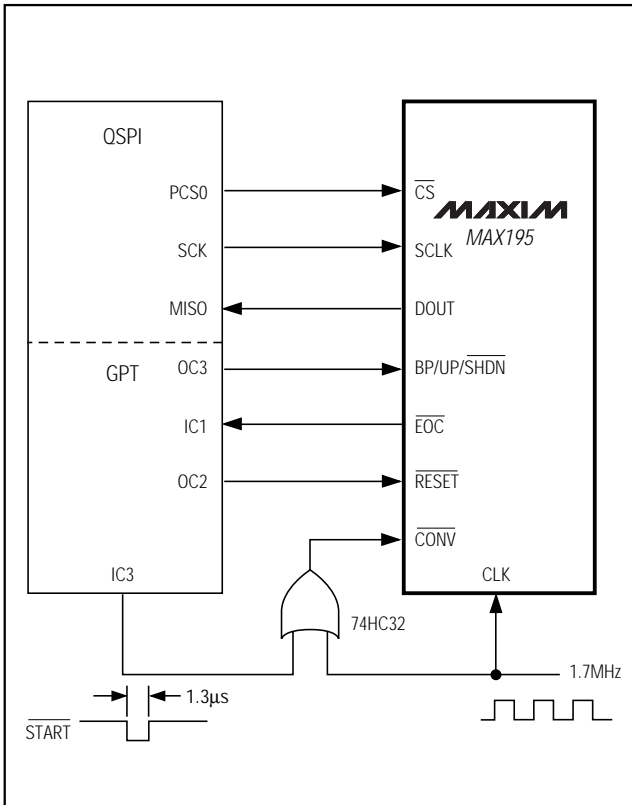 QSPI
PCS0
SCK
MISO
GPT
OC3
IC1
OC2
IC3
CS
MAXIM
MAX195
SCLK
DOUT
BP/UP/SHDN
EOC
RESET
CONV
CLK
74HC32
1.7MHz
1.3μs
START